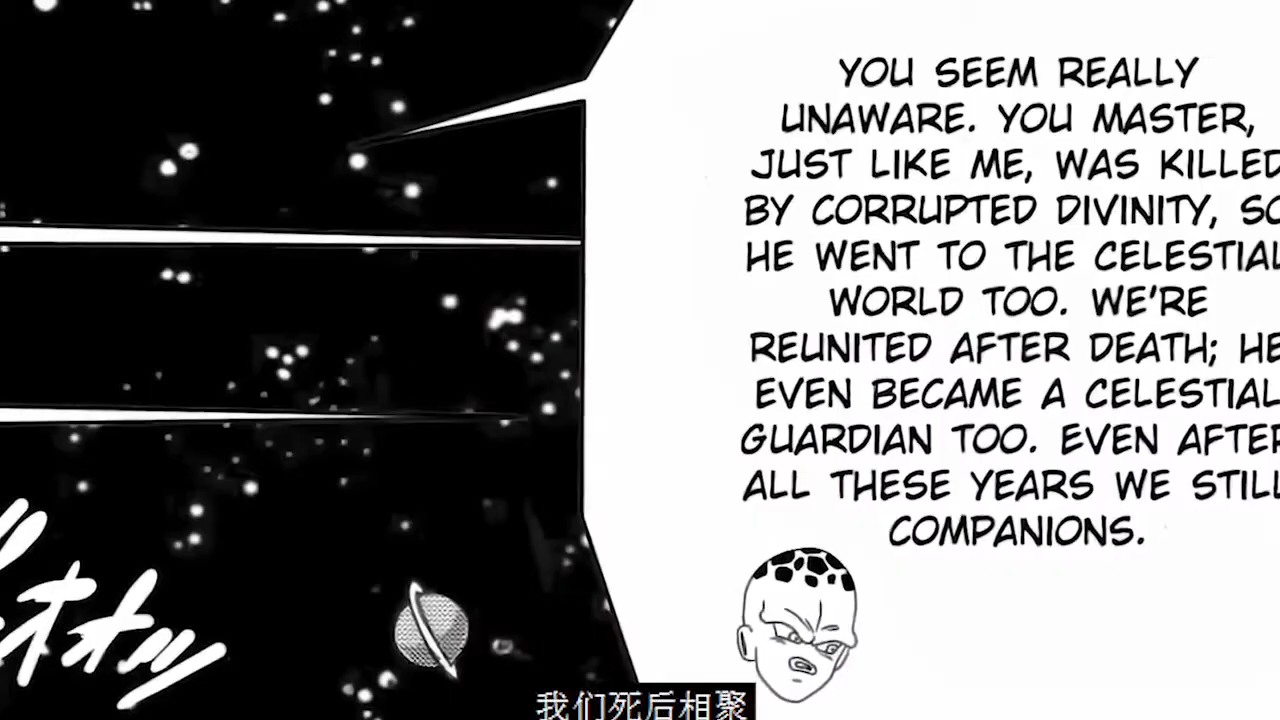 YOU SEEM REALLY
UNAWARE. YOU MASTER,
JUST LIKE ME, WAS KILLED
BY CORRUPTED DIVINITY, SO
HE WENT TO THE CELESTIAL
WORLD TOO. WE'RE
REUNITED AFTER DEATH; HE
EVEN BECAME A CELESTIAL
GUARDIAN TOO. EVEN AFTER
ALL THESE YEARS WE STILL
COMPANIONS.
我们死后相聚